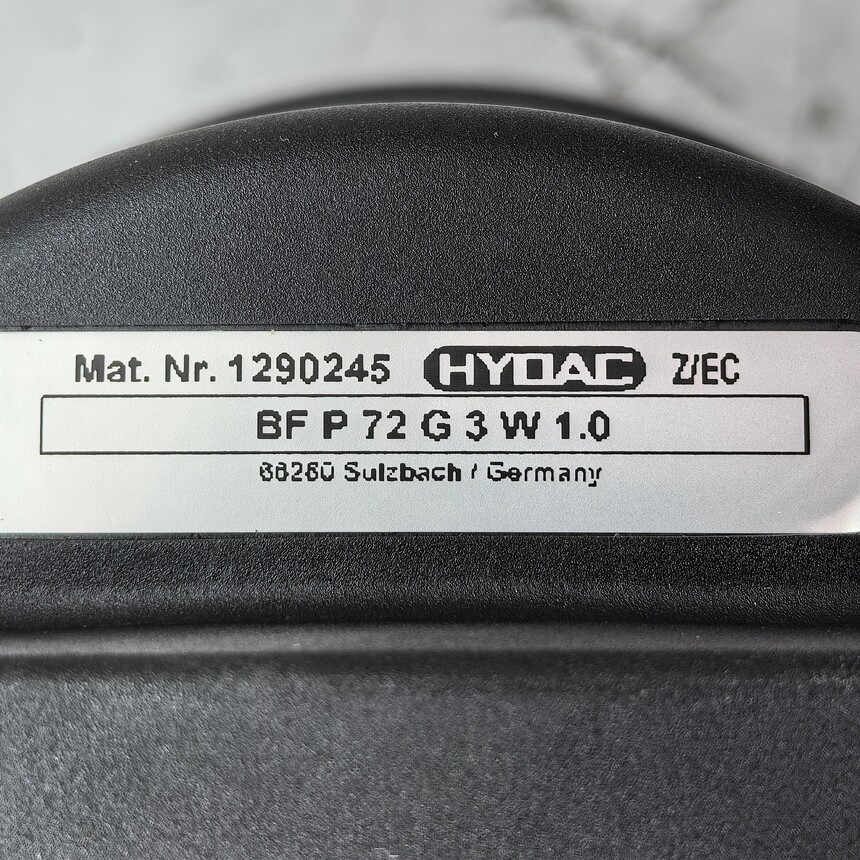 Mat. Nr. 1290245 HYDAC Z/EC
BF P 72 G 3 W 1.0
66280 Sulzbach / Germany